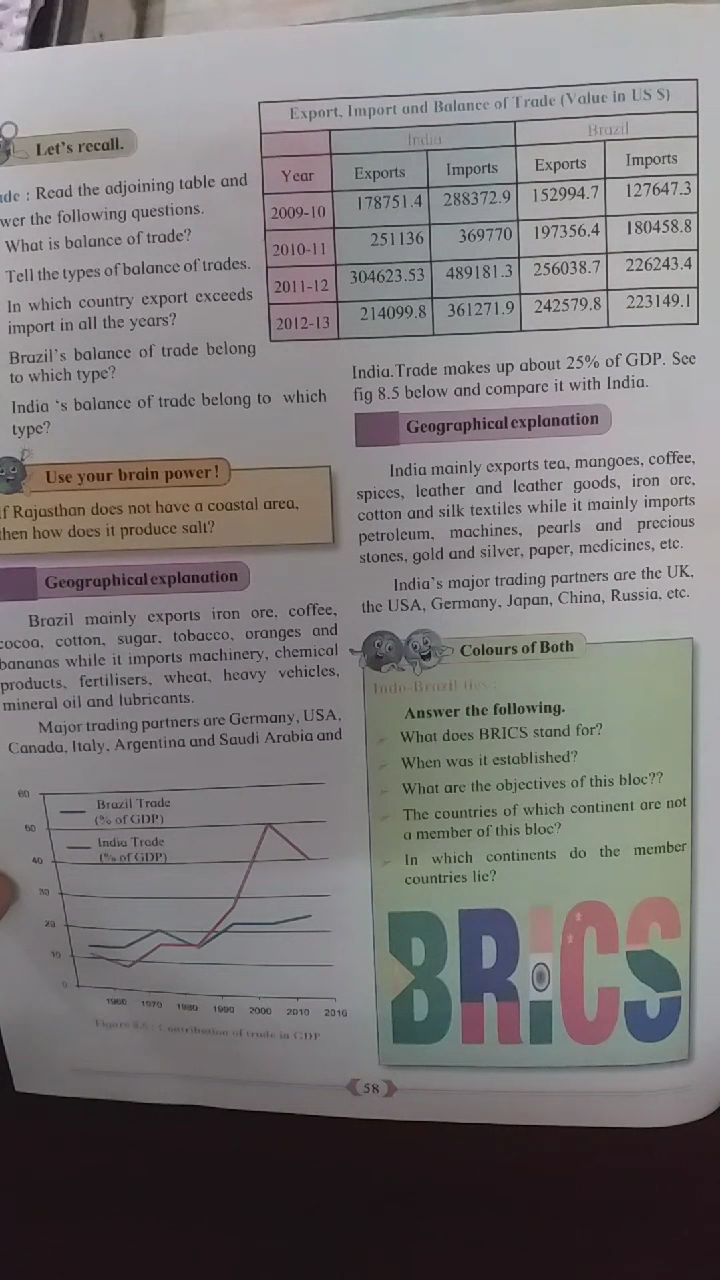 Let's recall.
: Read the adjoining table and
the following questions.
What is balance of trade?
Tell the types of balance of trades.
In which country export exceeds
import in all the years?
Brazil's balance of trade belong
to which type?
India 's balance of trade belong to which
type?
Export, Import and Balance of Trade (Value in US $)
India Brazil
Year Exports Imports Exports Imports
2009-10 178751.4 288372.9 152994.7 127647.3
2010-11 251136 369770 197356.4 180458.8
2011-12 304623.53 489181.3 256038.7 226243.4
2012-13 214099.8 361271.9 242579.8 223149.1
Use your brain power!
If Rajasthan does not have a coastal area,
then how does it produce salt?
Geographical explanation
Brazil mainly exports iron ore, coffee,
cocoa, cotton, sugar, tobacco, oranges and
bananas while it imports machinery, chemical
products, fertilisers, wheat, heavy vehicles,
mineral oil and lubricants.
Major trading partners are Germany, USA,
Canada, Italy, Argentina and Saudi Arabia and
60
40
20
10
0
Brazil Trade
(% of GDP)
India Trade
(% of GDP)
1960 1970 1980 1990 2000 2010 2016
Contribution of trade in GDP
India. Trade makes up about 25% of GDP. See
fig 8.5 below and compare it with India.
Geographical explanation
India mainly exports tea, mangoes, coffee,
spices, leather and leather goods, iron ore,
cotton and silk textiles while it mainly imports
petroleum, machines, pearls and precious
stones, gold and silver, paper, medicines, etc.
India's major trading partners are the UK,
the USA, Germany, Japan, China, Russia, etc.
Colours of Both
Indo-Brazil
Answer the following.
What does BRICS stand for?
When was it established?
What are the objectives of this bloc??
The countries of which continent are not
a member of this bloc?
In which continents do the member
countries lie?
BRICS
58